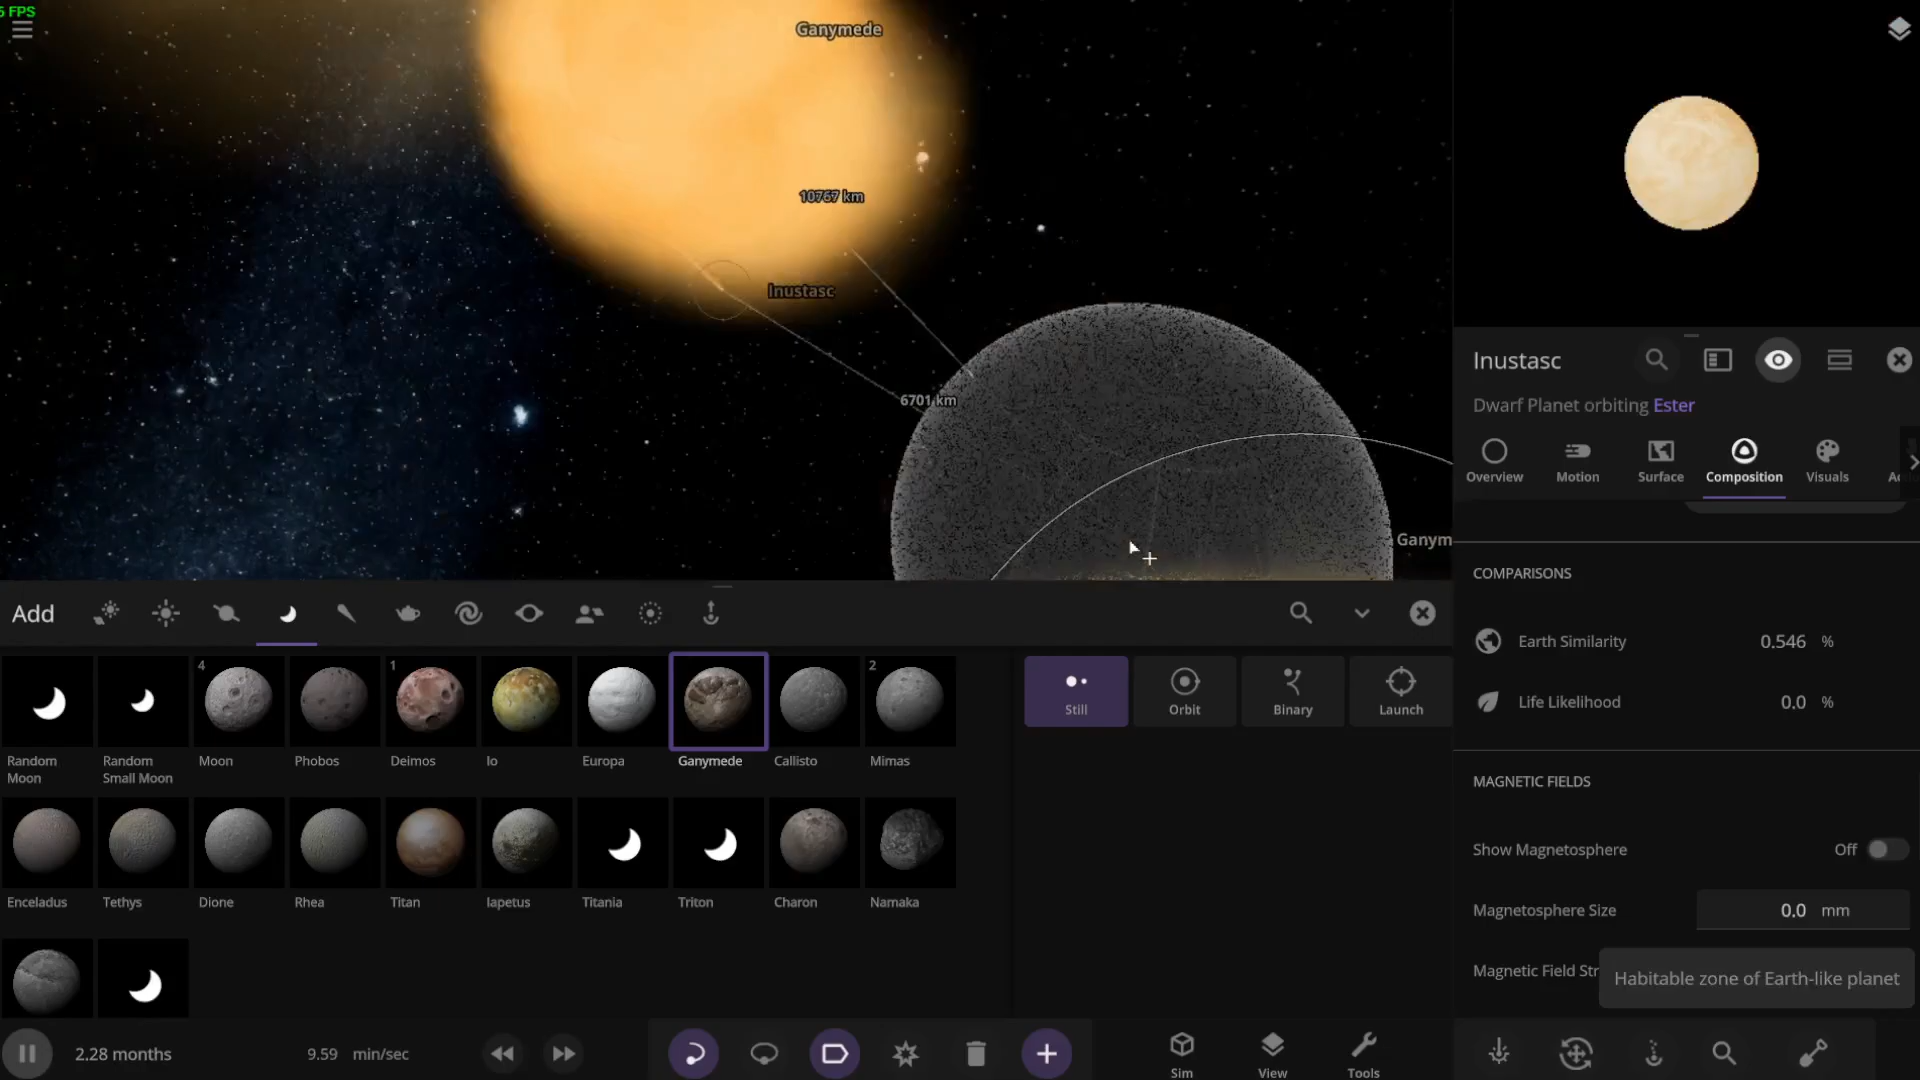 5 FPS
Ganymede
10767 km
Inustasc
6701 km
Ganym
Inustasc
Dwarf Planet orbiting Ester
Overview Motion Surface Composition Visuals
COMPARISONS
Earth Similarity 0.546 %
Life Likelihood 0.0 %
MAGNETIC FIELDS
Show Magnetosphere Off
Magnetosphere Size 0.0 mm
Magnetic Field Str
Habitable zone of Earth-like planet
Add
4 1 2
Random Moon
Random Small Moon
Moon
Phobos
Deimos
Io
Europa
Ganymede
Callisto
Mimas
Still Orbit Binary Launch
Enceladus Tethys Dione Rhea Titan Iapetus Titania Triton Charon Namaka
2.28 months 9.59 min/sec
Sim View Tools